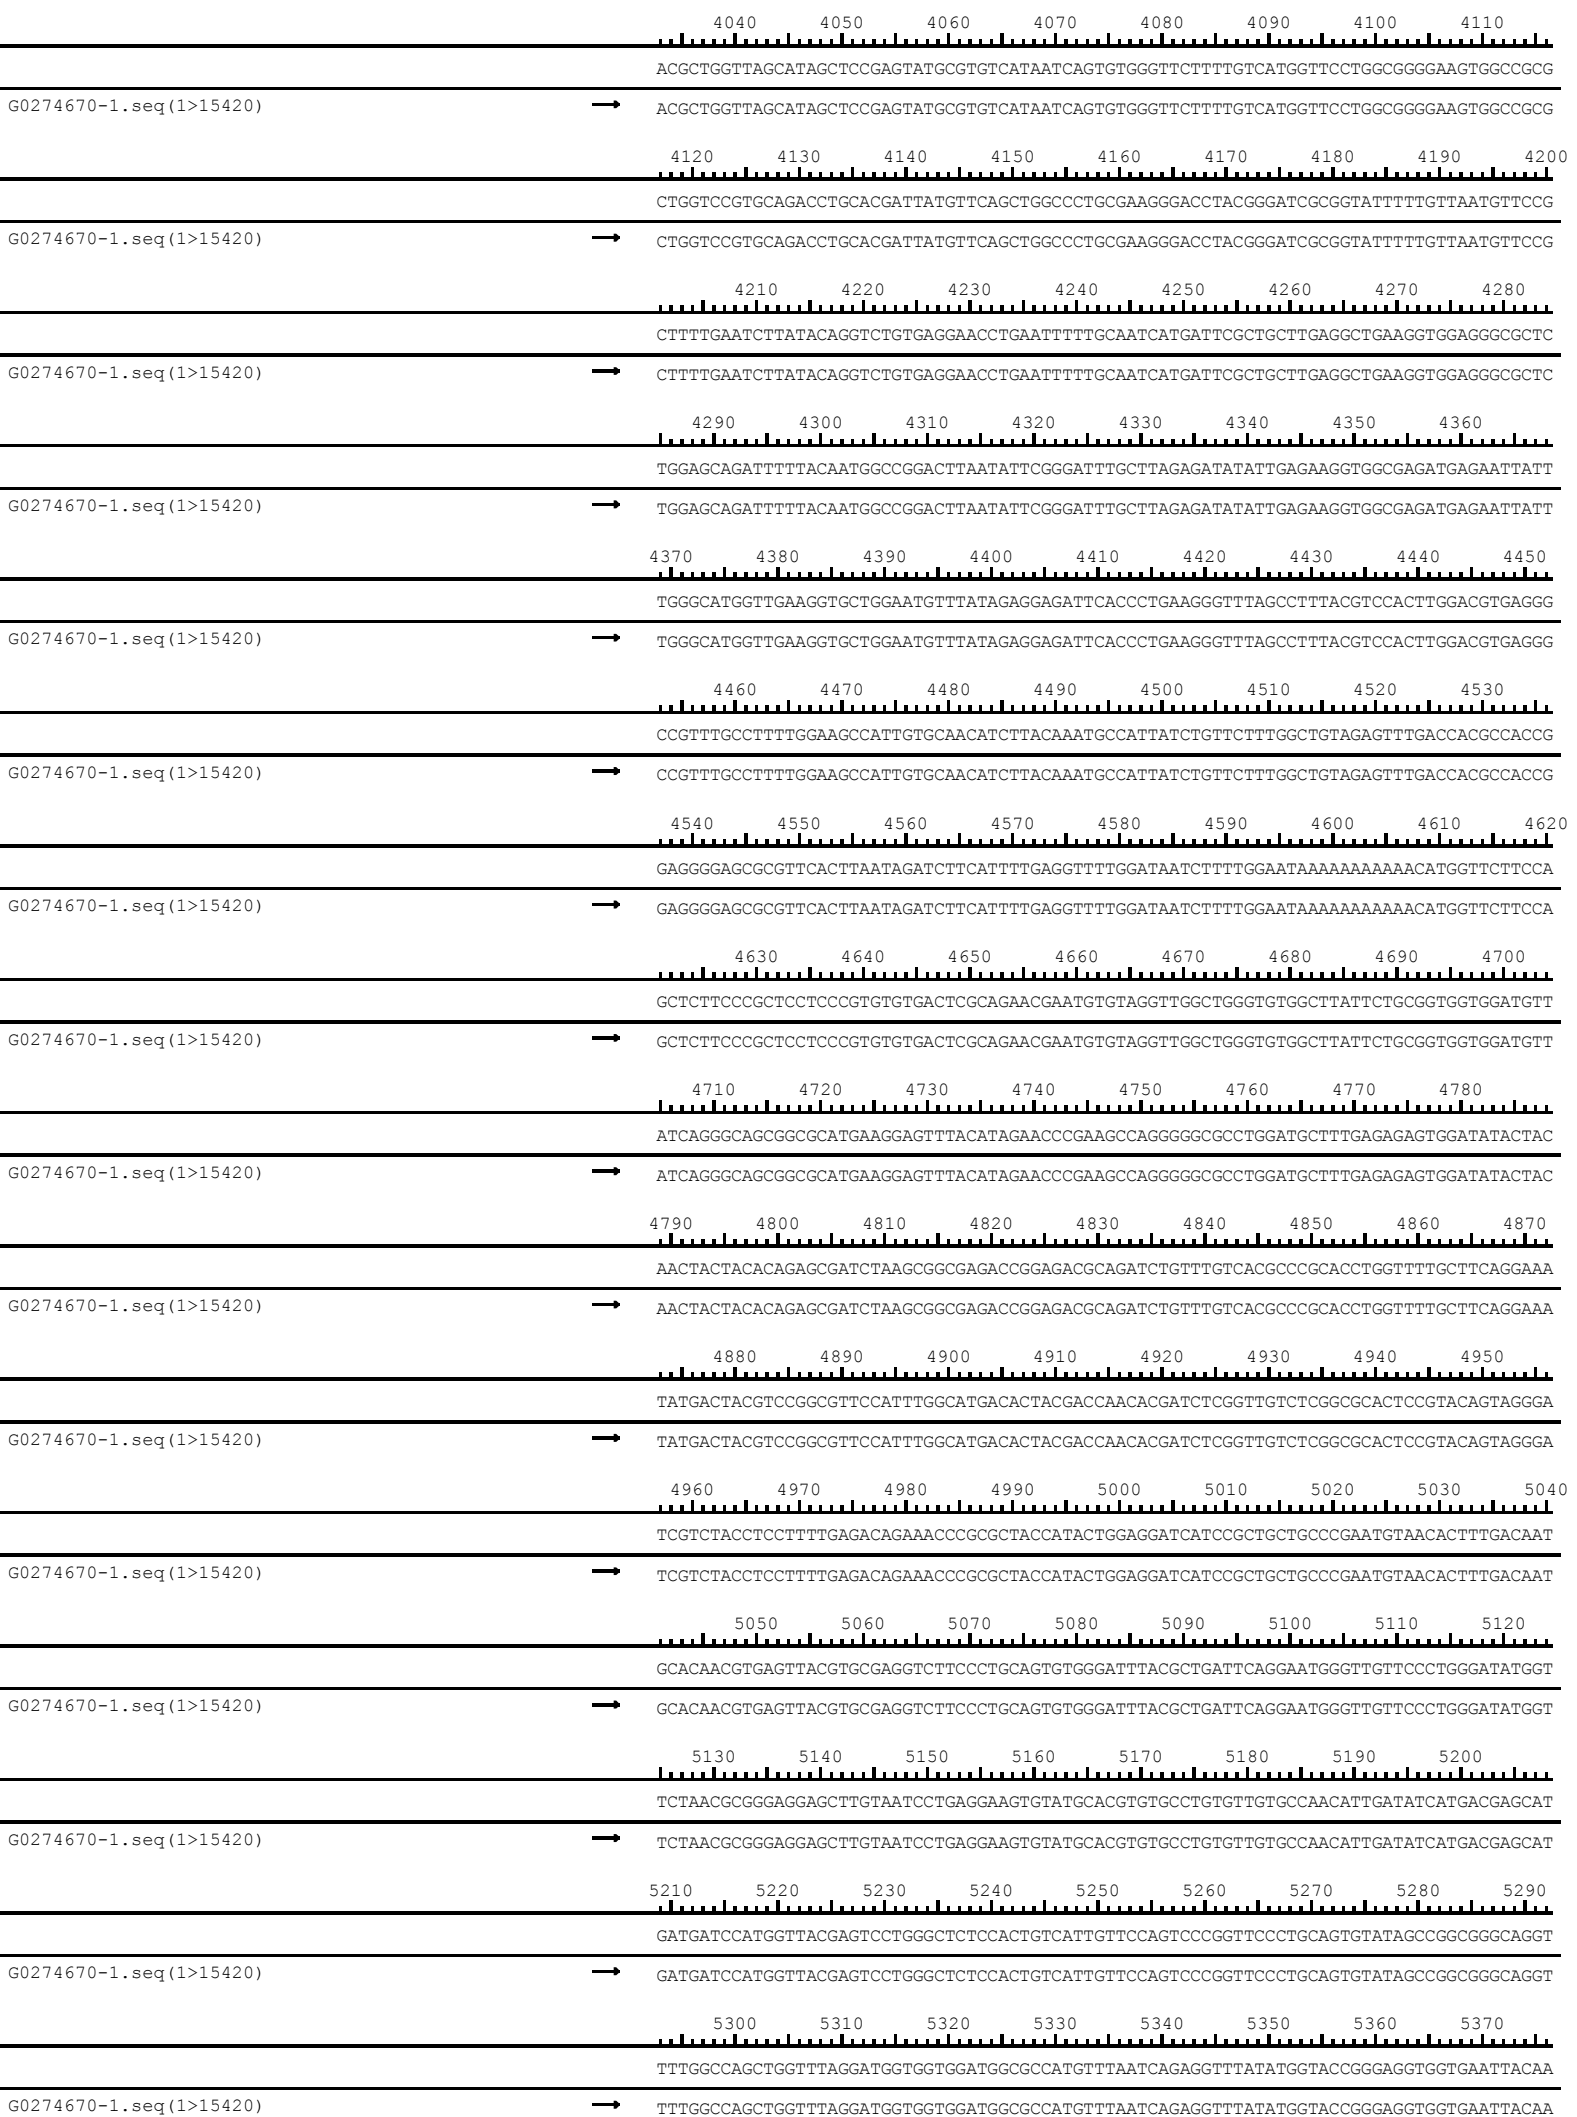 4040 4050 4060 4070 4080 4090 4100 4110
ACGCTGGTTAGCATAGCTCCGAGTATGCGTGTCATAATCAGTGTGGGTTCTTTTGTCATGGTTCCTGGCGGGGAAGTGGCCGCG
G0274670-1.seq(1>15420) → ACGCTGGTTAGCATAGCTCCGAGTATGCGTGTCATAATCAGTGTGGGTTCTTTTGTCATGGTTCCTGGCGGGGAAGTGGCCGCG
4120 4130 4140 4150 4160 4170 4180 4190 4200
CTGGTCCGTGCAGACCTGCACGATTATGTTCAGCTGGCCCTGCGAAGGGACCTACGGGATCGCGGTATTTTTGTTAATGTTCCG
G0274670-1.seq(1>15420) → CTGGTCCGTGCAGACCTGCACGATTATGTTCAGCTGGCCCTGCGAAGGGACCTACGGGATCGCGGTATTTTTGTTAATGTTCCG
4210 4220 4230 4240 4250 4260 4270 4280
CTTTTGAATCTTATACAGGTCTGTGAGGAACCTGAATTTTTGCAATCATGATTCGCTGCTTGAGGCTGAAGGTGGAGGGCGCTC
G0274670-1.seq(1>15420) → CTTTTGAATCTTATACAGGTCTGTGAGGAACCTGAATTTTTGCAATCATGATTCGCTGCTTGAGGCTGAAGGTGGAGGGCGCTC
4290 4300 4310 4320 4330 4340 4350 4360
TGGAGCAGATTTTTACAATGGCCGGACTTAATATTCGGGATTTGCTTAGAGATATATTGAGAAGGTGGCGAGATGAGAATTATT
G0274670-1.seq(1>15420) → TGGAGCAGATTTTTACAATGGCCGGACTTAATATTCGGGATTTGCTTAGAGATATATTGAGAAGGTGGCGAGATGAGAATTATT
4370 4380 4390 4400 4410 4420 4430 4440 4450
TGGGCATGGTTGAAGGTGCTGGAATGTTTATAGAGGAGATTCACCCTGAAGGGTTTAGCCTTTACGTCCACTTGGACGTGAGGG
G0274670-1.seq(1>15420) → TGGGCATGGTTGAAGGTGCTGGAATGTTTATAGAGGAGATTCACCCTGAAGGGTTTAGCCTTTACGTCCACTTGGACGTGAGGG
4460 4470 4480 4490 4500 4510 4520 4530
CCGTTTGCCTTTTGGAAGCCATTGTGCAACATCTTACAAATGCCATTATCTGTTCTTTGGCTGTAGAGTTTGACCACGCCACCG
G0274670-1.seq(1>15420) → CCGTTTGCCTTTTGGAAGCCATTGTGCAACATCTTACAAATGCCATTATCTGTTCTTTGGCTGTAGAGTTTGACCACGCCACCG
4540 4550 4560 4570 4580 4590 4600 4610 4620
GAGGGGAGCGCGTTCACTTAATAGATCTTCATTTTGAGGTTTTGGATAATCTTTTGGAATAAAAAAAAAAAACATGGTTCTTCCA
G0274670-1.seq(1>15420) → GAGGGGAGCGCGTTCACTTAATAGATCTTCATTTTGAGGTTTTGGATAATCTTTTGGAATAAAAAAAAAAAACATGGTTCTTCCA
4630 4640 4650 4660 4670 4680 4690 4700
GCTCTTCCCGCTCCTCCCGTGTGTGACTCGCAGAACGAATGTGTAGGTTGGCTGGGTGTGGCTTATTCTGCGGTGGTGGATGTT
G0274670-1.seq(1>15420) → GCTCTTCCCGCTCCTCCCGTGTGTGACTCGCAGAACGAATGTGTAGGTTGGCTGGGTGTGGCTTATTCTGCGGTGGTGGATGTT
4710 4720 4730 4740 4750 4760 4770 4780
ATCAGGGCAGCGGCGCATGAAGGAGTTTACATAGAACCCGAAGCCAGGGGGCGCCTGGATGCTTTGAGAGAGTGGATATACTAC
G0274670-1.seq(1>15420) → ATCAGGGCAGCGGCGCATGAAGGAGTTTACATAGAACCCGAAGCCAGGGGGCGCCTGGATGCTTTGAGAGAGTGGATATACTAC
4790 4800 4810 4820 4830 4840 4850 4860 4870
AACTACTACACAGAGCGATCTAAGCGGCGAGACCGGAGACGCAGATCTGTTTGTCACGCCCGCACCTGGTTTTGCTTCAGGAAA
G0274670-1.seq(1>15420) → AACTACTACACAGAGCGATCTAAGCGGCGAGACCGGAGACGCAGATCTGTTTGTCACGCCCGCACCTGGTTTTGCTTCAGGAAA
4880 4890 4900 4910 4920 4930 4940 4950
TATGACTACGTCCGGCGTTCCATTTGGCATGACACTACGACCAACACGATCTCGGTTGTCTCGGCGCACTCCGTACAGTAGGGA
G0274670-1.seq(1>15420) → TATGACTACGTCCGGCGTTCCATTTGGCATGACACTACGACCAACACGATCTCGGTTGTCTCGGCGCACTCCGTACAGTAGGGA
4960 4970 4980 4990 5000 5010 5020 5030 5040
TCGTCTACCTCCTTTTGAGACAGAAACCCGCGCTACCATACTGGAGGATCATCCGCTGCTGCCCGAATGTAACACTTTGACAAT
G0274670-1.seq(1>15420) → TCGTCTACCTCCTTTTGAGACAGAAACCCGCGCTACCATACTGGAGGATCATCCGCTGCTGCCCGAATGTAACACTTTGACAAT
5050 5060 5070 5080 5090 5100 5110 5120
GCACAACGTGAGTTACGTGCGAGGTCTTCCCTGCAGTGTGGGATTTACGCTGATTCAGGAATGGGTTGTTCCCTGGGATATGGT
G0274670-1.seq(1>15420) → GCACAACGTGAGTTACGTGCGAGGTCTTCCCTGCAGTGTGGGATTTACGCTGATTCAGGAATGGGTTGTTCCCTGGGATATGGT
5130 5140 5150 5160 5170 5180 5190 5200
TCTAACGCGGGAGGAGCTTGTAATCCTGAGGAAGTGTATGCACGTGTGCCTGTGTTGTGCCAACATTGATATCATGACGAGCAT
G0274670-1.seq(1>15420) → TCTAACGCGGGAGGAGCTTGTAATCCTGAGGAAGTGTATGCACGTGTGCCTGTGTTGTGCCAACATTGATATCATGACGAGCAT
5210 5220 5230 5240 5250 5260 5270 5280 5290
GATGATCCATGGTTACGAGTCCTGGGCTCTCCACTGTCATTGTTCCAGTCCCGGTTCCCTGCAGTGTATAGCCGGCGGGCAGGT
G0274670-1.seq(1>15420) → GATGATCCATGGTTACGAGTCCTGGGCTCTCCACTGTCATTGTTCCAGTCCCGGTTCCCTGCAGTGTATAGCCGGCGGGCAGGT
5300 5310 5320 5330 5340 5350 5360 5370
TTTGGCCAGCTGGTTTAGGATGGTGGTGGATGGCGCCATGTTTAATCAGAGGTTTATATGGTACCGGGAGGTGGTGAATTACAA
G0274670-1.seq(1>15420) → TTTGGCCAGCTGGTTTAGGATGGTGGTGGATGGCGCCATGTTTAATCAGAGGTTTATATGGTACCGGGAGGTGGTGAATTACAA